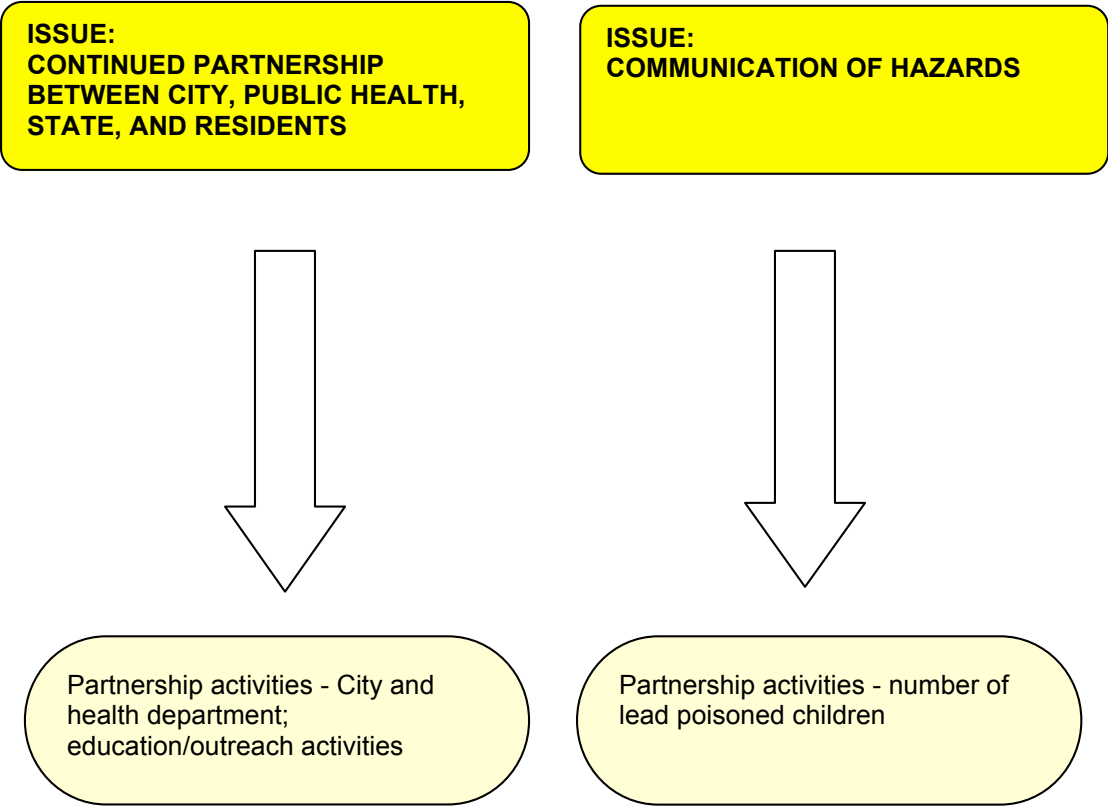 ISSUE:
CONTINUED PARTNERSHIP
BETWEEN CITY, PUBLIC HEALTH,
STATE, AND RESIDENTS
ISSUE:
COMMUNICATION OF HAZARDS
Partnership activities - City and
health department;
education/outreach activities
Partnership activities - number of
lead poisoned children